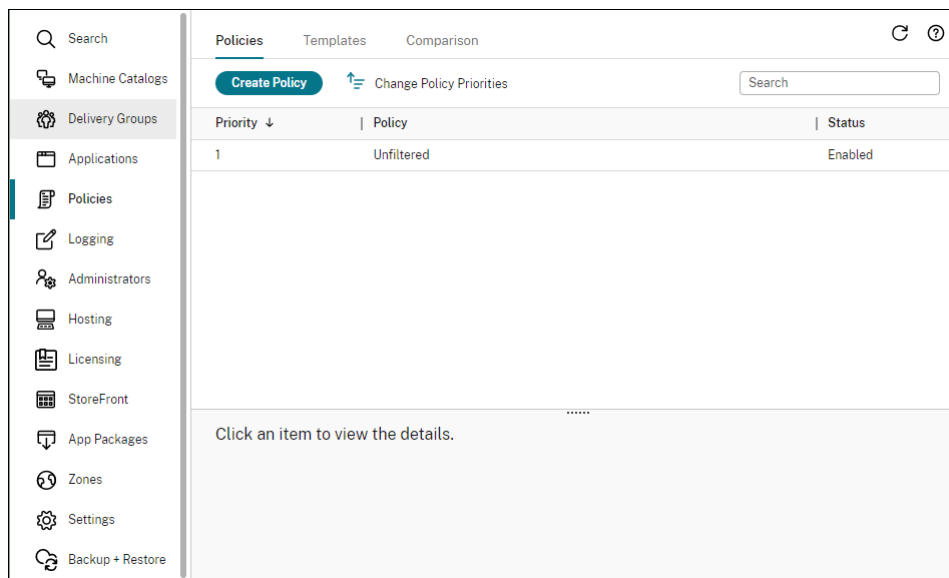 Search
Machine Catalogs
Delivery Groups
Applications
Policies
Logging
Administrators
Hosting
Licensing
StoreFront
App Packages
Zones
Settings
Backup + Restore
Policies Templates Comparison
Create Policy Change Policy Priorities Search
Priority ↓ | Policy | Status
1 Unfiltered Enabled
Click an item to view the details.